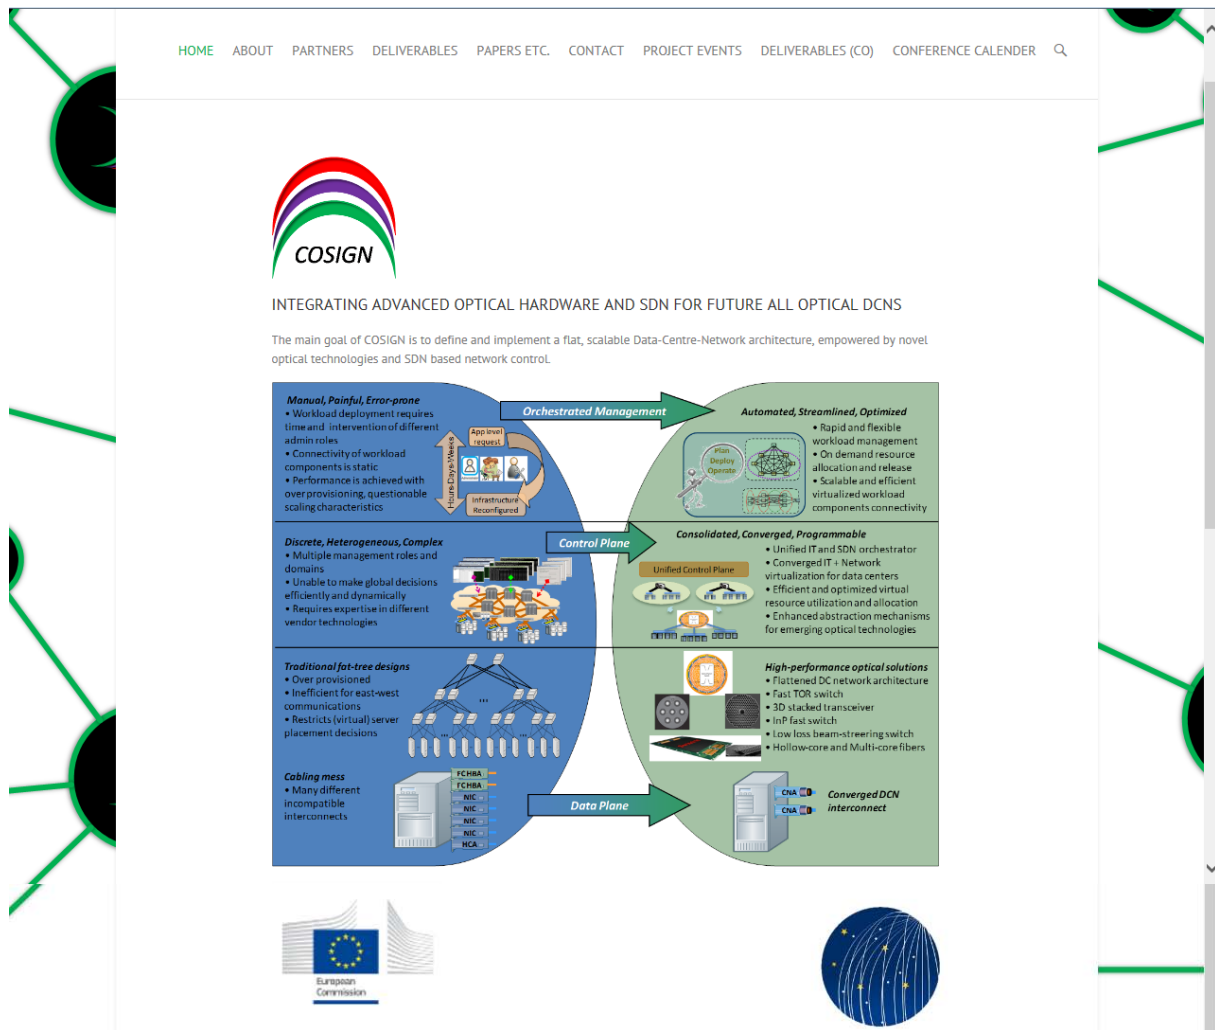 HOME ABOUT PARTNERS DELIVERABLES PAPERS ETC. CONTACT PROJECT EVENTS DELIVERABLES (CO) CONFERENCE CALENDER
COSIGN
INTEGRATING ADVANCED OPTICAL HARDWARE AND SDN FOR FUTURE ALL OPTICAL DCNS
The main goal of COSIGN is to define and implement a flat, scalable Data-Centre-Network architecture, empowered by novel
optical technologies and SDN based network control.
Manual, Painful, Error-prone
• Workload deployment requires
time and intervention of different
admin roles
• Connectivity of workload
components is static
• Performance is achieved with
over provisioning, questionable
scaling characteristics
Hours-Days-Weeks
App level
request
Infrastructure
Reconfigured
Orchestrated Management
Automated, Streamlined, Optimized
Plan
Deploy
Operate
• Rapid and flexible
workload management
• On demand resource
allocation and release
• Scalable and efficient
virtualized workload
components connectivity
Discrete, Heterogeneous, Complex
• Multiple management roles and
domains
• Unable to make global decisions
efficiently and dynamically
• Requires expertise in different
vendor technologies
Control Plane
Consolidated, Converged, Programmable
Unified Control Plane
• Unified IT and SDN orchestrator
• Converged IT + Network
virtualization for data centers
• Efficient and optimized virtual
resource utilization and allocation
• Enhanced abstraction mechanisms
for emerging optical technologies
Traditional fat-tree designs
• Over provisioned
• Inefficient for east-west
communications
• Restricts (virtual) server
placement decisions
...
... ...
High-performance optical solutions
• Flattened DC network architecture
• Fast TOR switch
• 3D stacked transceiver
• InP fast switch
• Low loss beam-streering switch
• Hollow-core and Multi-core fibers
Cabling mess
• Many different
incompatible
interconnects
FC HBA
FC HBA
NIC
NIC
NIC
NIC
HCA
Data Plane
CNA
CNA
Converged DCN
interconnect
European
Commission